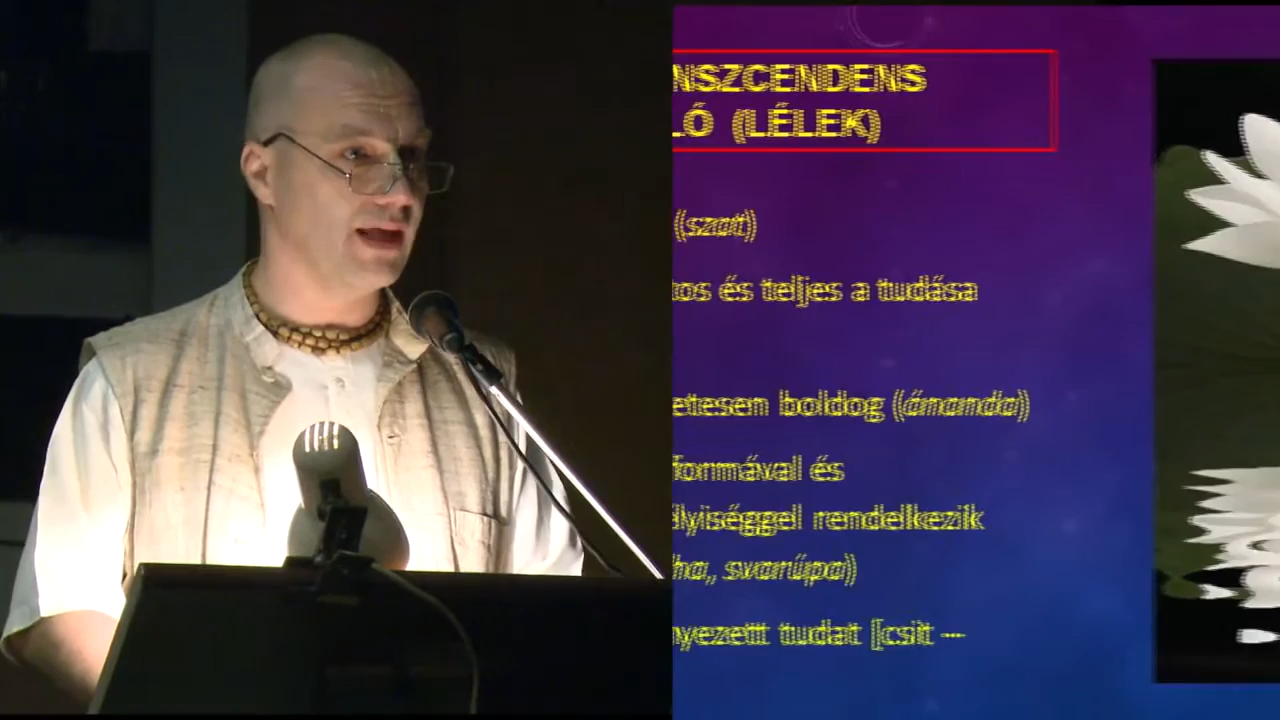 NSZCENDENS
LÓ (LÉLEK)
(szat)
tos és teljes a tudása
etesen boldog (ánanda)
formával és
élyiséggel rendelkezik
ha, svarúpa)
nyezett tudat [csit –